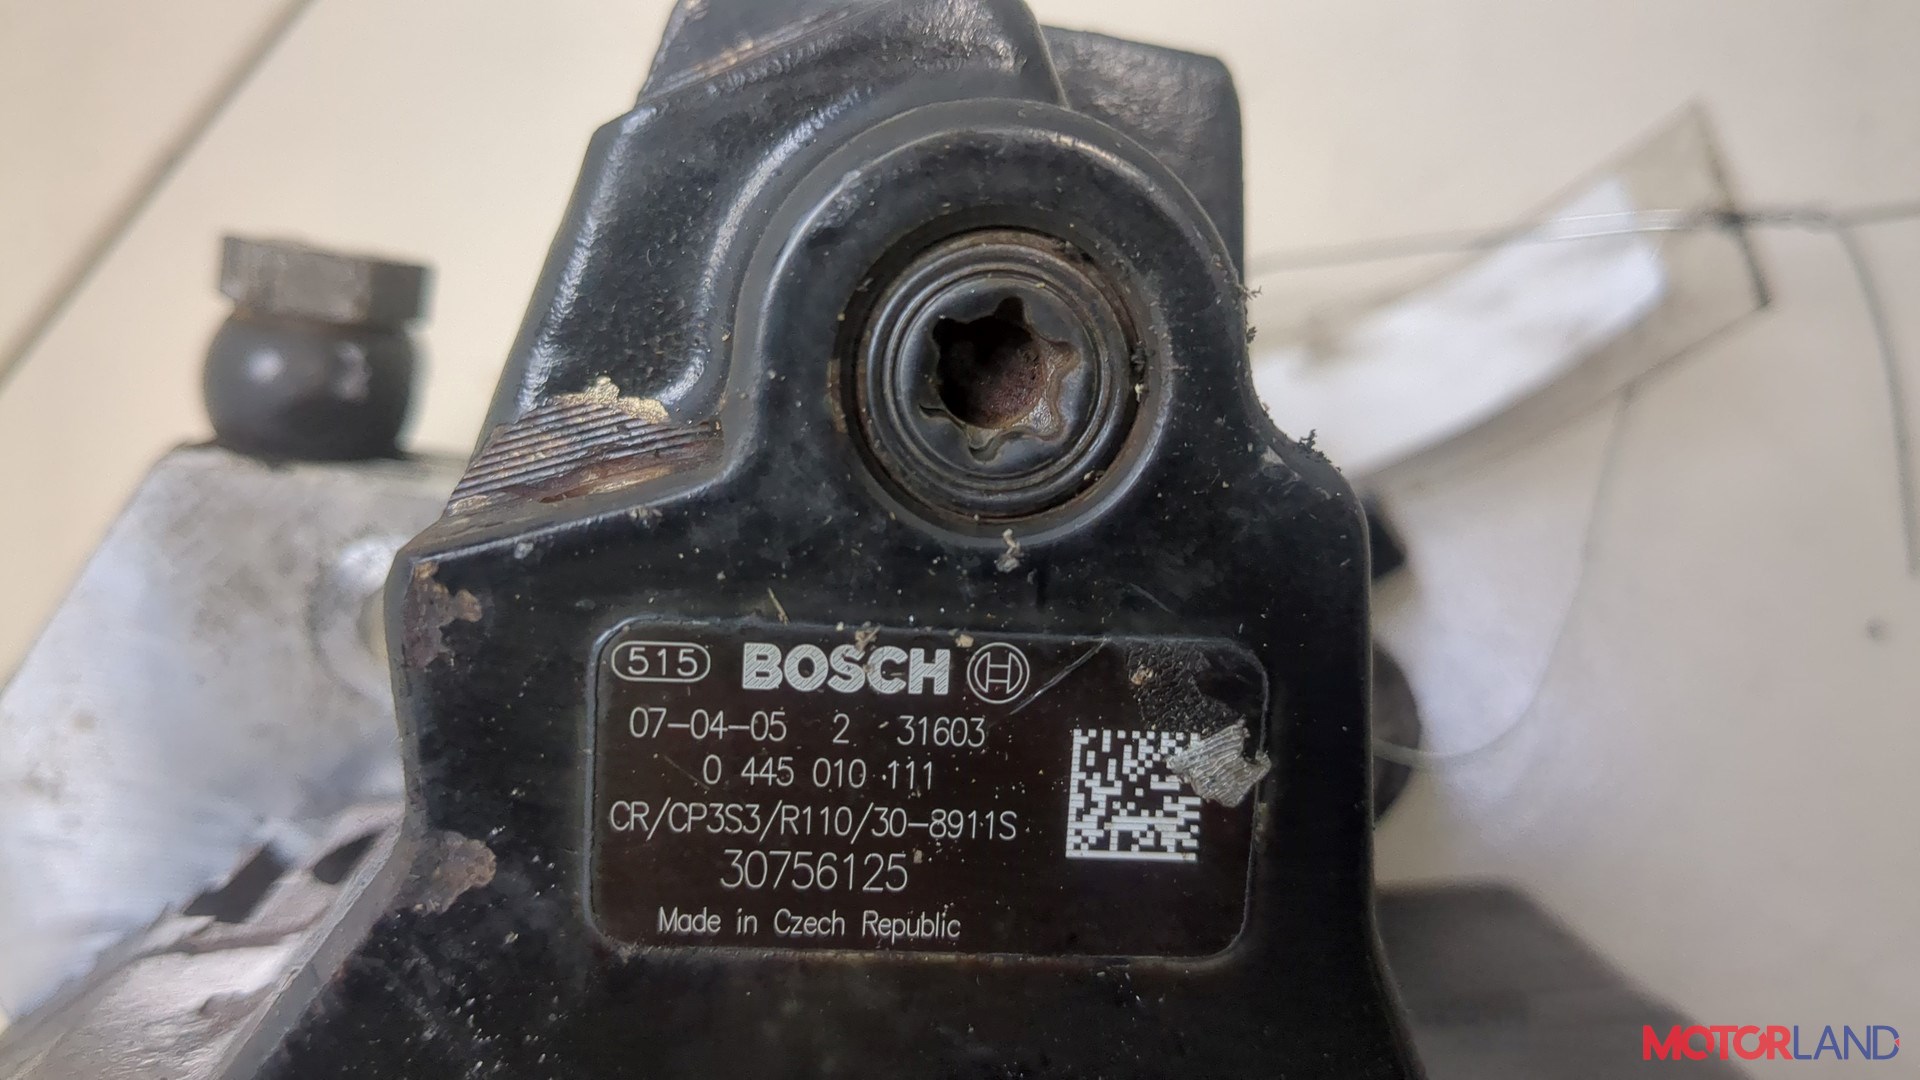 515 BOSCH
07-04-05 2 31603
0 445 010 111
CR/CP3S3/R110/30-8911S
30756125
Made in Czech Republic
MOTORLAND